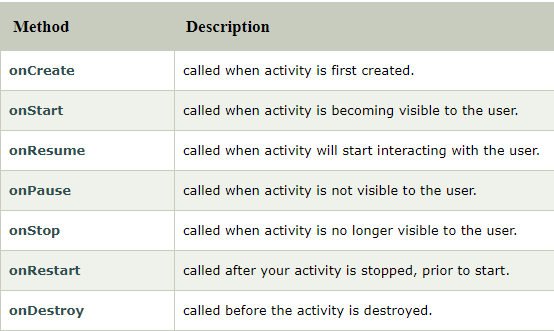 Method Description
onCreate called when activity is first created.
onStart called when activity is becoming visible to the user.
onResume called when activity will start interacting with the user.
onPause called when activity is not visible to the user.
onStop called when activity is no longer visible to the user.
onRestart called after your activity is stopped, prior to start.
onDestroy called before the activity is destroyed.